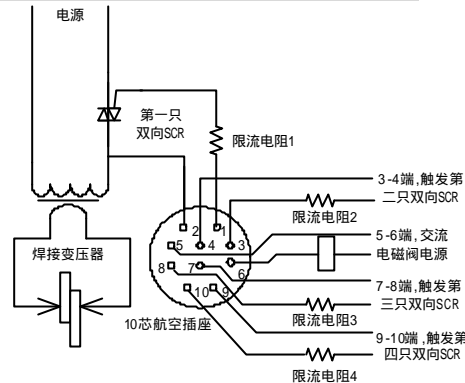 电源
第一只
双向SCR
限流电阻1
3-4端,触发第
二只双向SCR
限流电阻2
5-6端,交流
电磁阀电源
2 1
5 4 3
8 7 6
10 9
焊接变压器
7-8端,触发第
三只双向SCR
限流电阻3
10芯航空插座
9-10端,触发第
四只双向SCR
限流电阻4